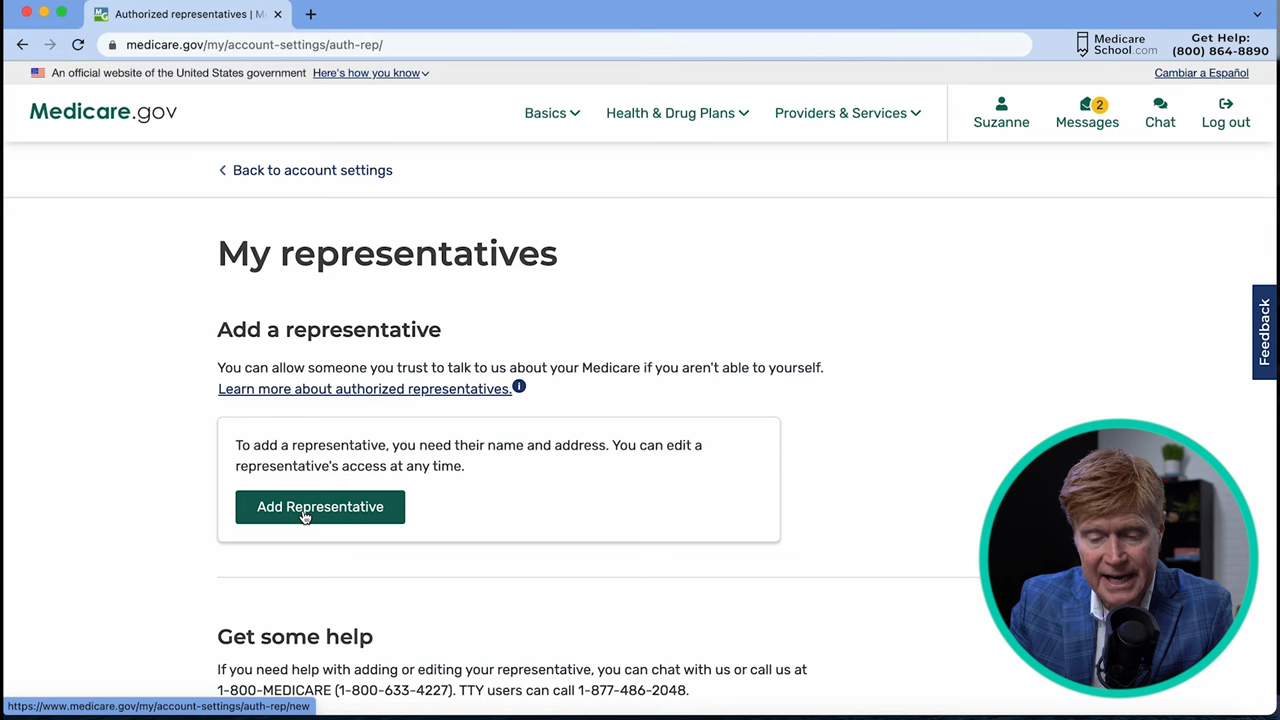 Authorized representatives | M
medicare.gov/my/account-settings/auth-rep/
Medicare
School.com
Get Help:
(800) 864-8890
An official website of the United States government Here's how you know
Cambiar a Español
Medicare.gov
Basics
Health & Drug Plans
Providers & Services
Suzanne
2
Messages
Chat
Log out
Back to account settings
My representatives
Add a representative
You can allow someone you trust to talk to us about your Medicare if you aren't able to yourself.
Learn more about authorized representatives.
To add a representative, you need their name and address. You can edit a
representative's access at any time.
Add Representative
Feedback
Get some help
If you need help with adding or editing your representative, you can chat with us or call us at
1-800-MEDICARE (1-800-633-4227). TTY users can call 1-877-486-2048.
https://www.medicare.gov/my/account-settings/auth-rep/new